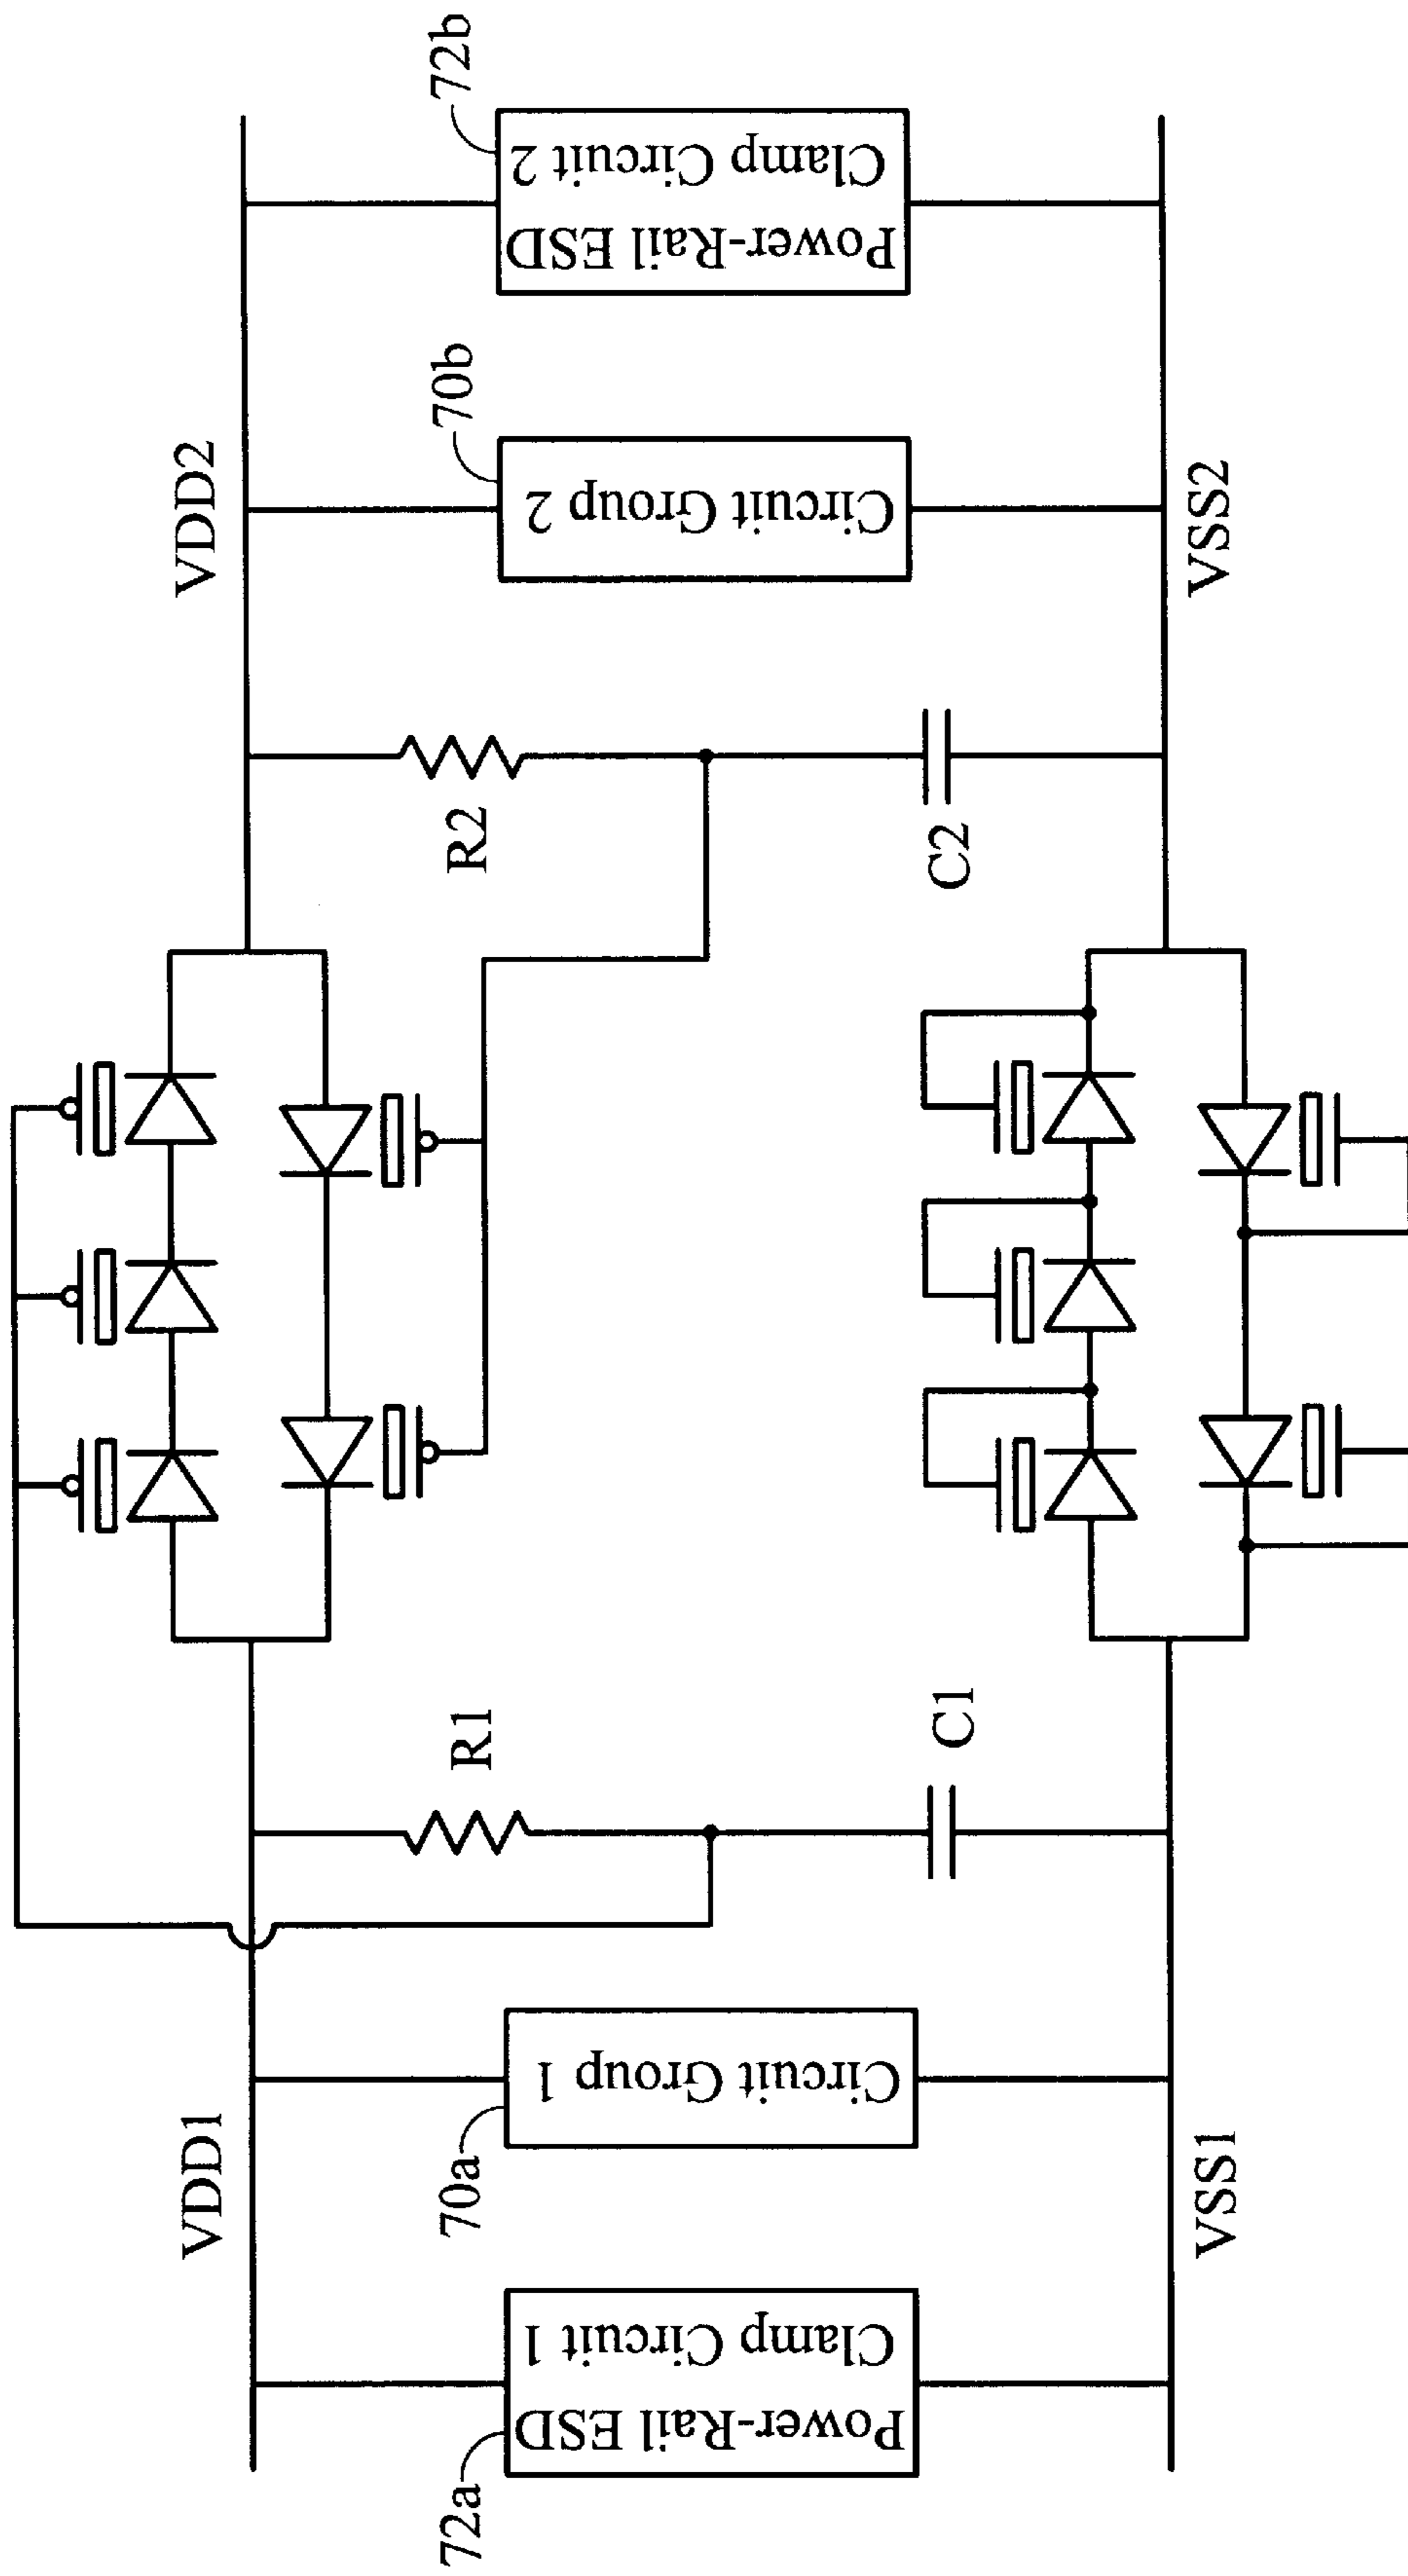 VDD1
VDD2
72a
Power-Rail ESD
Clamp Circuit 1
70a
Circuit Group 1
R1
C1
R2
C2
70b
Circuit Group 2
72b
Power-Rail ESD
Clamp Circuit 2
VSS1
VSS2